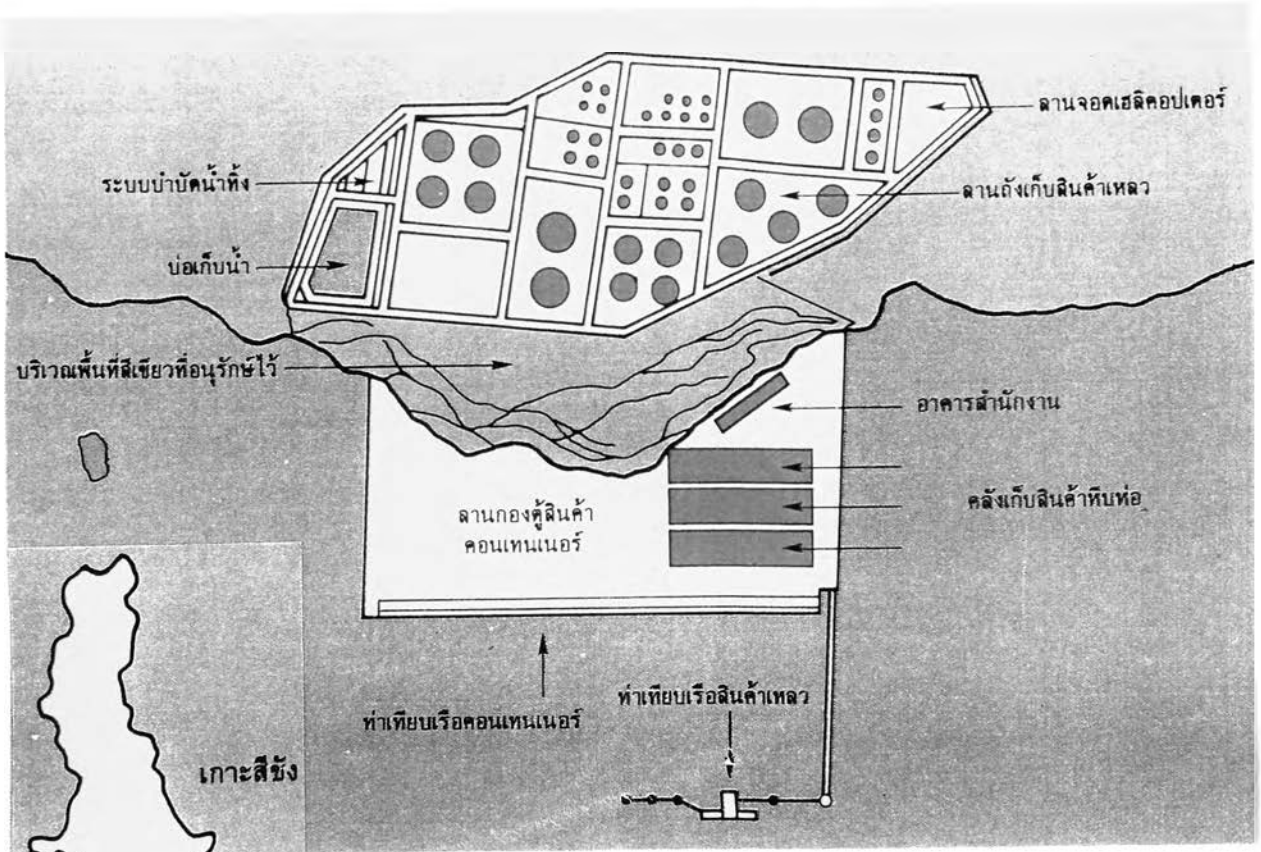 ลานจอดเฮลิคอปเตอร์
ระบบบำบัดน้ำทิ้ง
ลานถังเก็บสินค้าเหลว
บ่อเก็บน้ำ
บริเวณพื้นที่สีเขียวที่อนุรักษ์ไว้
อาคารสำนักงาน
คลังเก็บสินค้าหีบห่อ
ลานกองตู้สินค้า
คอนเทนเนอร์
ท่าเทียบเรือสินค้าเหลว
ท่าเทียบเรือคอนเทนเนอร์
เกาะสีชัง